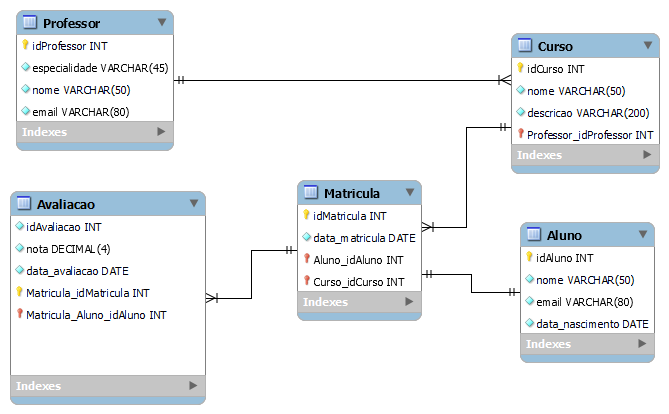 Professor
idProfessor INT
especialidade VARCHAR(45)
nome VARCHAR(50)
email VARCHAR(80)
Indexes
Curso
idCurso INT
nome VARCHAR(50)
descricao VARCHAR(200)
Professor_idProfessor INT
Indexes
Avaliacao
idAvaliacao INT
nota DECIMAL(4)
data_avaliacao DATE
Matricula_idMatricula INT
Matricula_Aluno_idAluno INT
Indexes
Matricula
idMatricula INT
data_matricula DATE
Aluno_idAluno INT
Curso_idCurso INT
Indexes
Aluno
idAluno INT
nome VARCHAR(50)
email VARCHAR(80)
data_nascimento DATE
Indexes